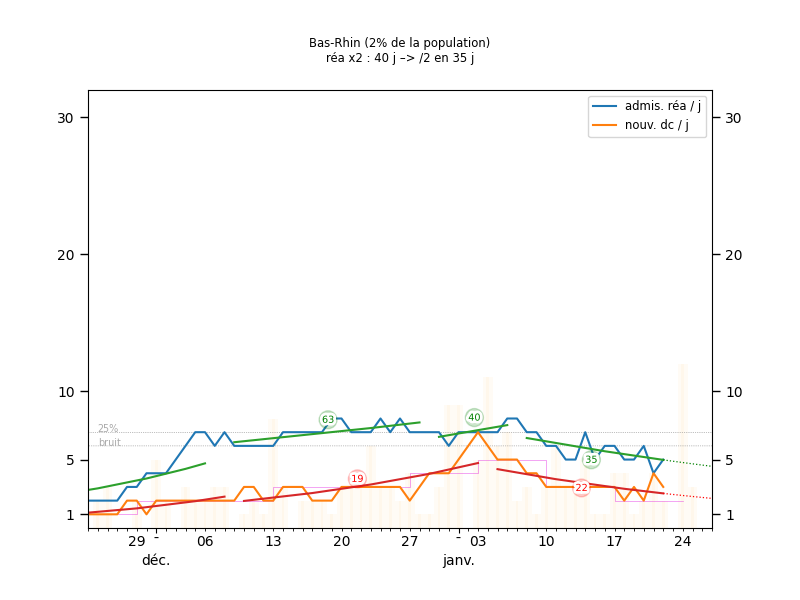 Bas-Rhin (2% de la population)
réa x2 : 40 j –> /2 en 35 j
admis. réa / j
nouv. dc / j
30
30
20
20
10
10
5
5
1
1
25%
bruit
63
40
19
35
22
29 - 06 13 20 27 - 03 10 17 24
déc. janv.